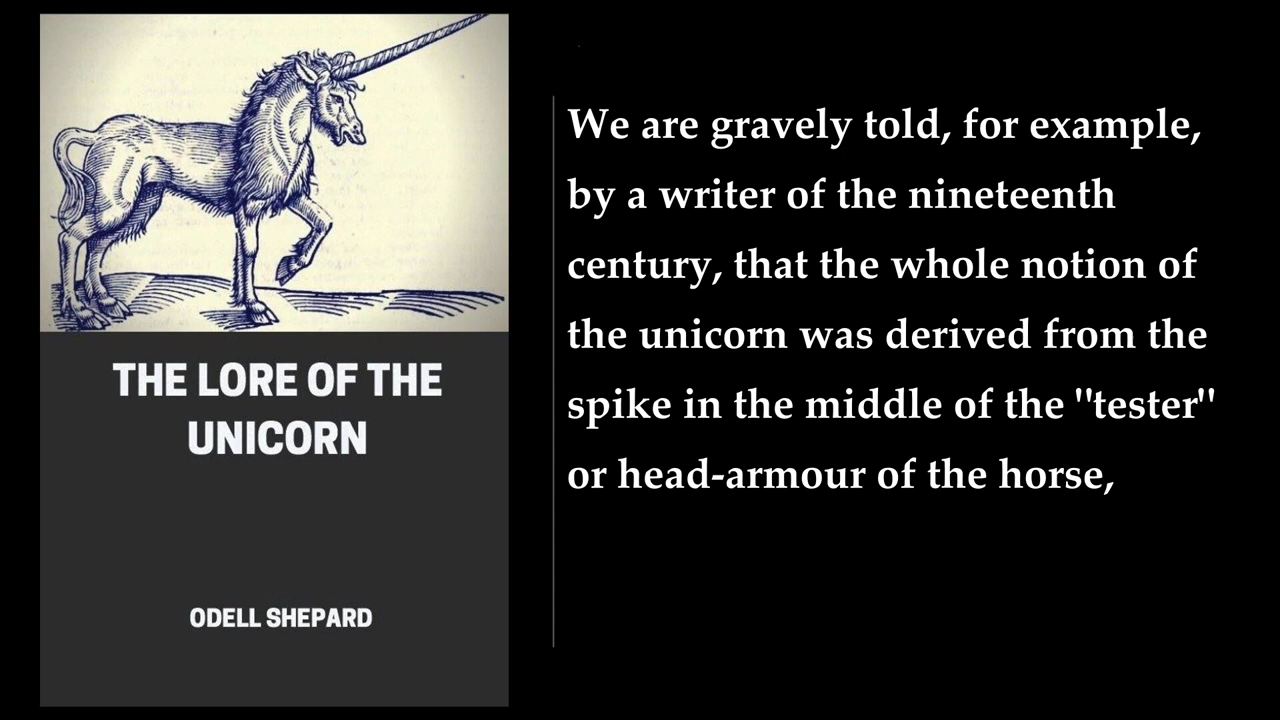 THE LORE OF THE
UNICORN
ODELL SHEPARD
We are gravely told, for example,
by a writer of the nineteenth
century, that the whole notion of
the unicorn was derived from the
spike in the middle of the "tester"
or head-armour of the horse,